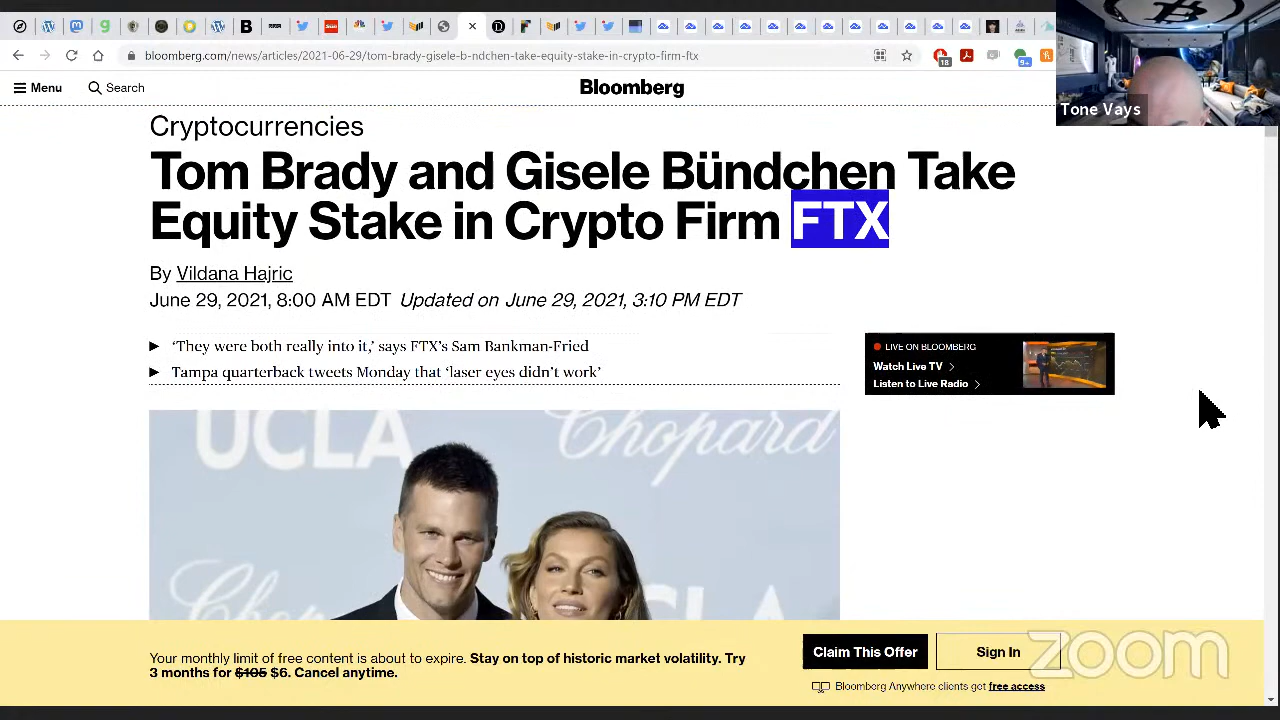 bloomberg.com/news/article/2021-06-
/tom-brady-gisele-b
equity-stake-in-crypto-firm-ftx
18
9+
Tone Vays
Menu
Search
Bloomberg
Cryptocurrencies
Tom Brady and Gisele Bündchen Take
Equity Stake in Crypto Firm FTX
By Vildana Hajric
June 29, 2021, 8:00 AM EDT Updated on June 29, 2021, 3:10 PM EDT
► 'They were both really into it,' says FTX's Sam Bankman-Fried
► Tampa quarterback tweets Monday that 'laser eyes didn't work'
LIVE ON BLOOMBERG
Watch Live TV >
Listen to Live Radio >
UCLA
Chopard
Chop
CLA
Your monthly limit of free content is about to expire. Stay on top of historic market volatility. Try
3 months for $105 $6. Cancel anytime.
Claim This Offer
Sign In
Bloomberg Anywhere clients get free access
zoom